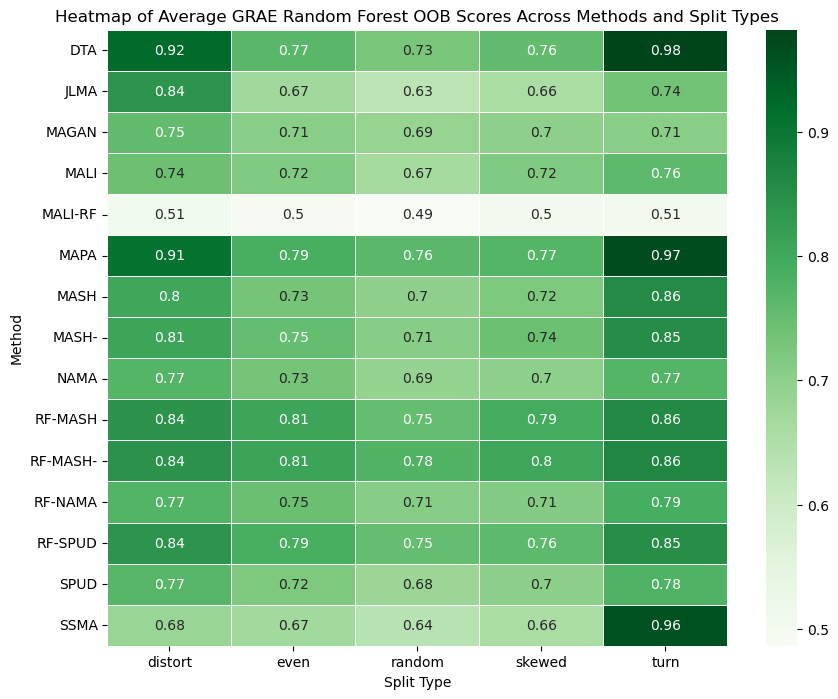 Heatmap of Average GRAE Random Forest OOB Scores Across Methods and Split Types
DTA 0.92 0.77 0.73 0.76 0.98
JLMA 0.84 0.67 0.63 0.66 0.74
MAGAN 0.75 0.71 0.69 0.7 0.71
MALI 0.74 0.72 0.67 0.72 0.76
MALI-RF 0.51 0.5 0.49 0.5 0.51
MAPA 0.91 0.79 0.76 0.77 0.97
MASH 0.8 0.73 0.7 0.72 0.86
MASH- 0.81 0.75 0.71 0.74 0.85
NAMA 0.77 0.73 0.69 0.7 0.77
RF-MASH 0.84 0.81 0.75 0.79 0.86
RF-MASH- 0.84 0.81 0.78 0.8 0.86
RF-NAMA 0.77 0.75 0.71 0.71 0.79
RF-SPUD 0.84 0.79 0.75 0.76 0.85
SPUD 0.77 0.72 0.68 0.7 0.78
SSMA 0.68 0.67 0.64 0.66 0.96
distort even random skewed turn
Split Type
Method
0.9
0.8
0.7
0.6
0.5